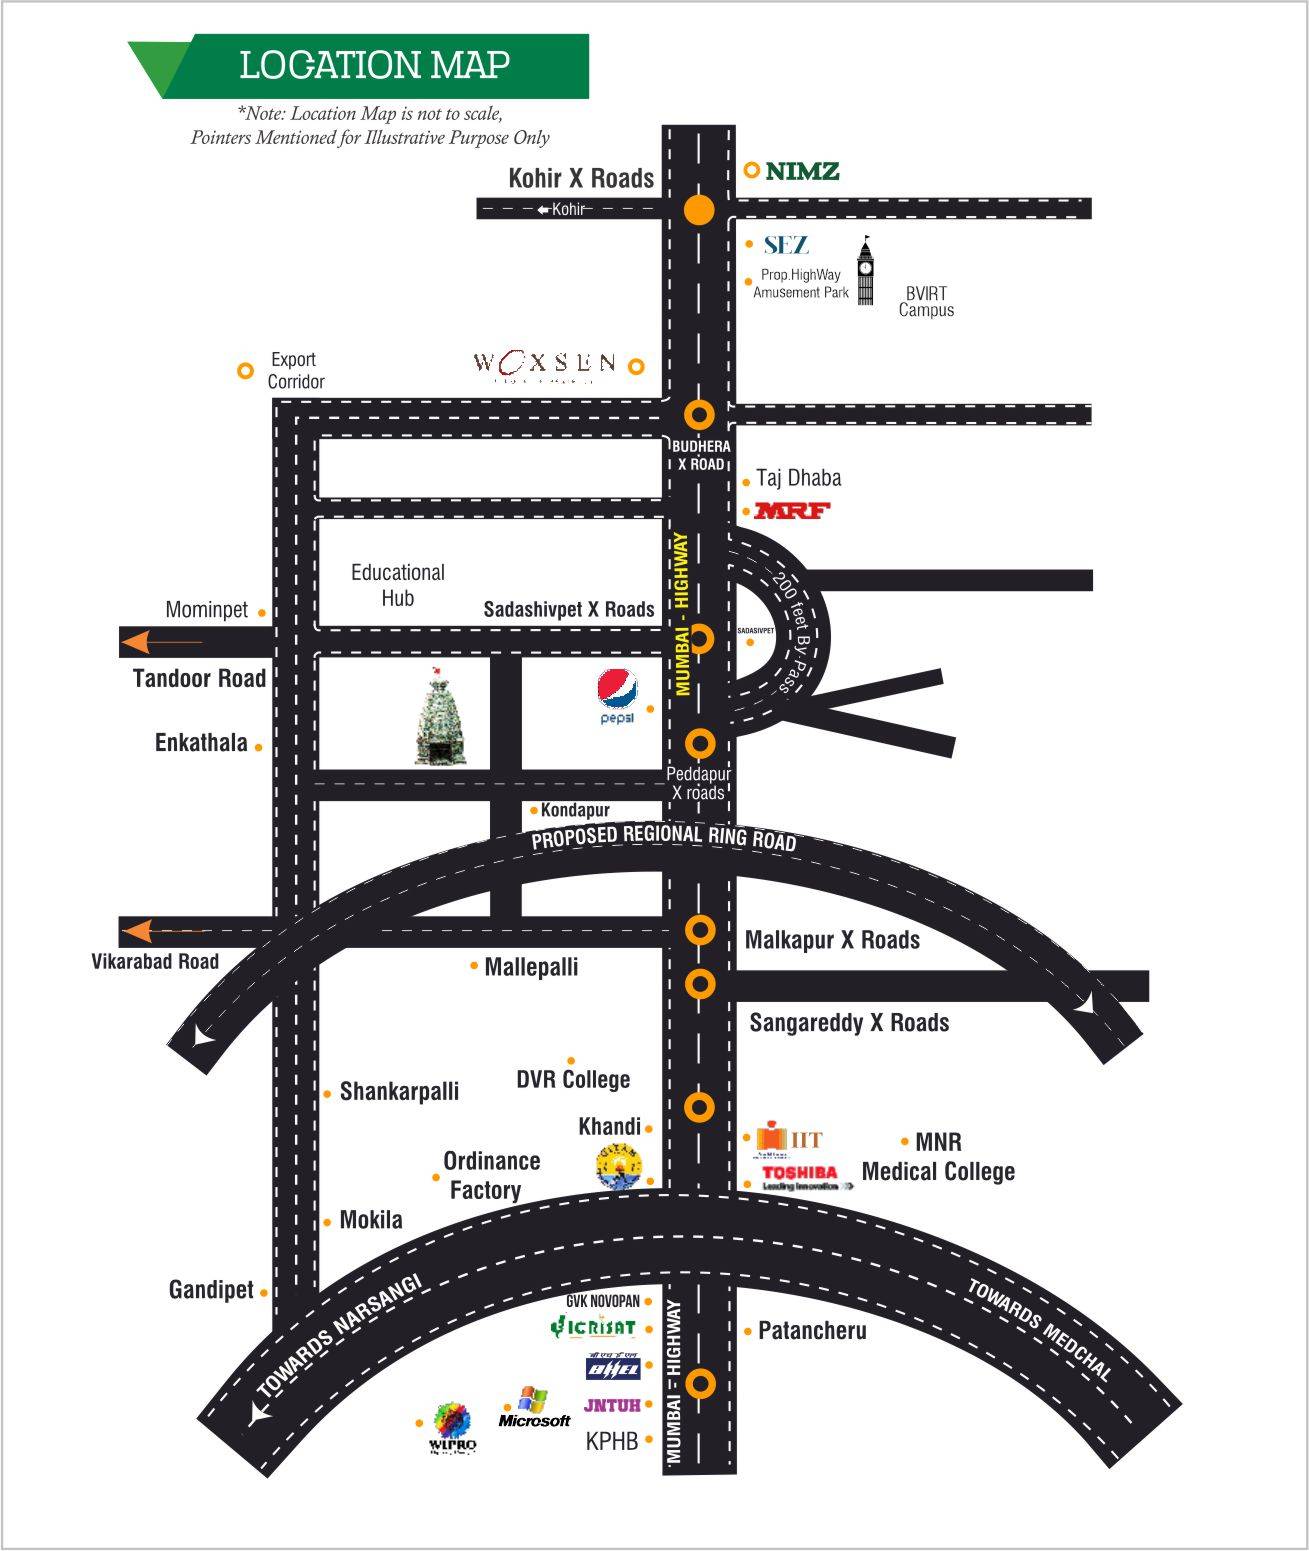 LOCATION MAP
*Note: Location Map is not to scale,
Pointers Mentioned for Illustrative Purpose Only
Kohir X Roads
NIMZ
Kohir
SEZ
Prop.HighWay
Amusement Park
BVIRT
Campus
Export
Corridor
WOXSEN
BUDHERA
X ROAD
Taj Dhaba
MRF
MUMBAI - HIGHWAY
200 feet By-Pass
Educational
Hub
Mominpet
Sadashivpet X Roads
SADASIVPET
Tandoor Road
pepsi
Enkathala
Peddapur
X roads
Kondapur
PROPOSED REGIONAL RING ROAD
Malkapur X Roads
Vikarabad Road
Mallepalli
Sangareddy X Roads
DVR College
Shankarpalli
Khandi
GITAM
IIT
MNR
Medical College
TOSHIBA
Leading Innovation
Ordinance
Factory
Mokila
Gandipet
TOWARDS NARSANGI
TOWARDS MEDCHAL
GVK NOVOPAN
ICRISAT
Patancheru
MUMBAI - HIGHWAY
बी एच ई एल
BHEL
JNTUH
Microsoft
WIPRO
KPHB